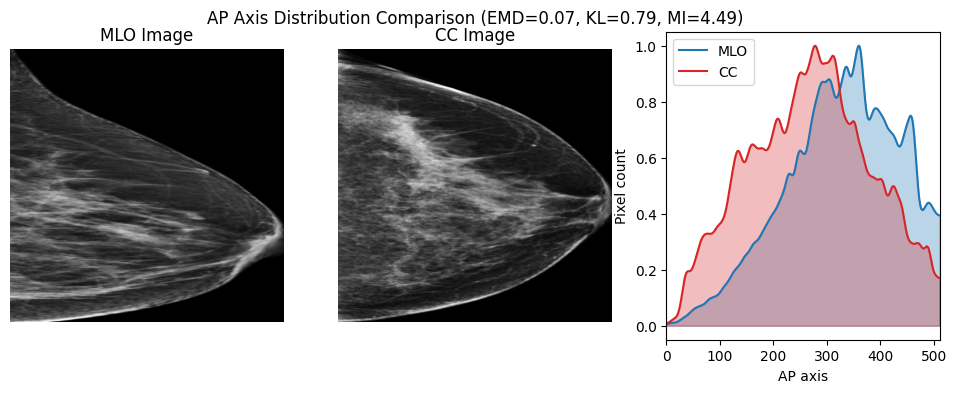 AP Axis Distribution Comparison (EMD=0.07, KL=0.79, MI=4.49)
MLO Image
CC Image
MLO
CC
1.0
0.8
0.6
0.4
0.2
0.0
Pixel count
0 100 200 300 400 500
AP axis